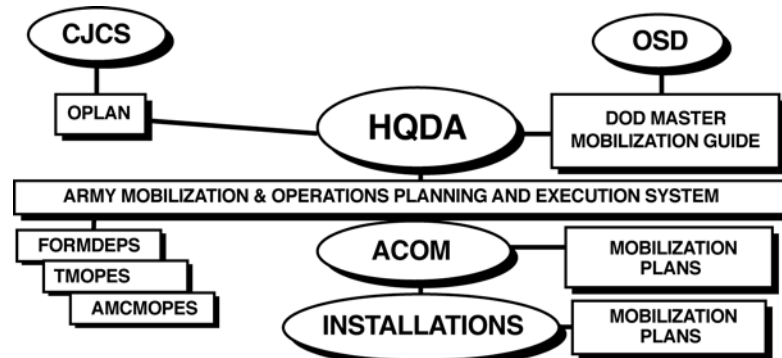 CJCS
OSD
OPLAN
HQDA
DOD MASTER
MOBILIZATION GUIDE
ARMY MOBILIZATION & OPERATIONS PLANNING AND EXECUTION SYSTEM
FORMDEPS
TMOPES
AMCMOPES
ACOM
MOBILIZATION
PLANS
INSTALLATIONS
MOBILIZATION
PLANS